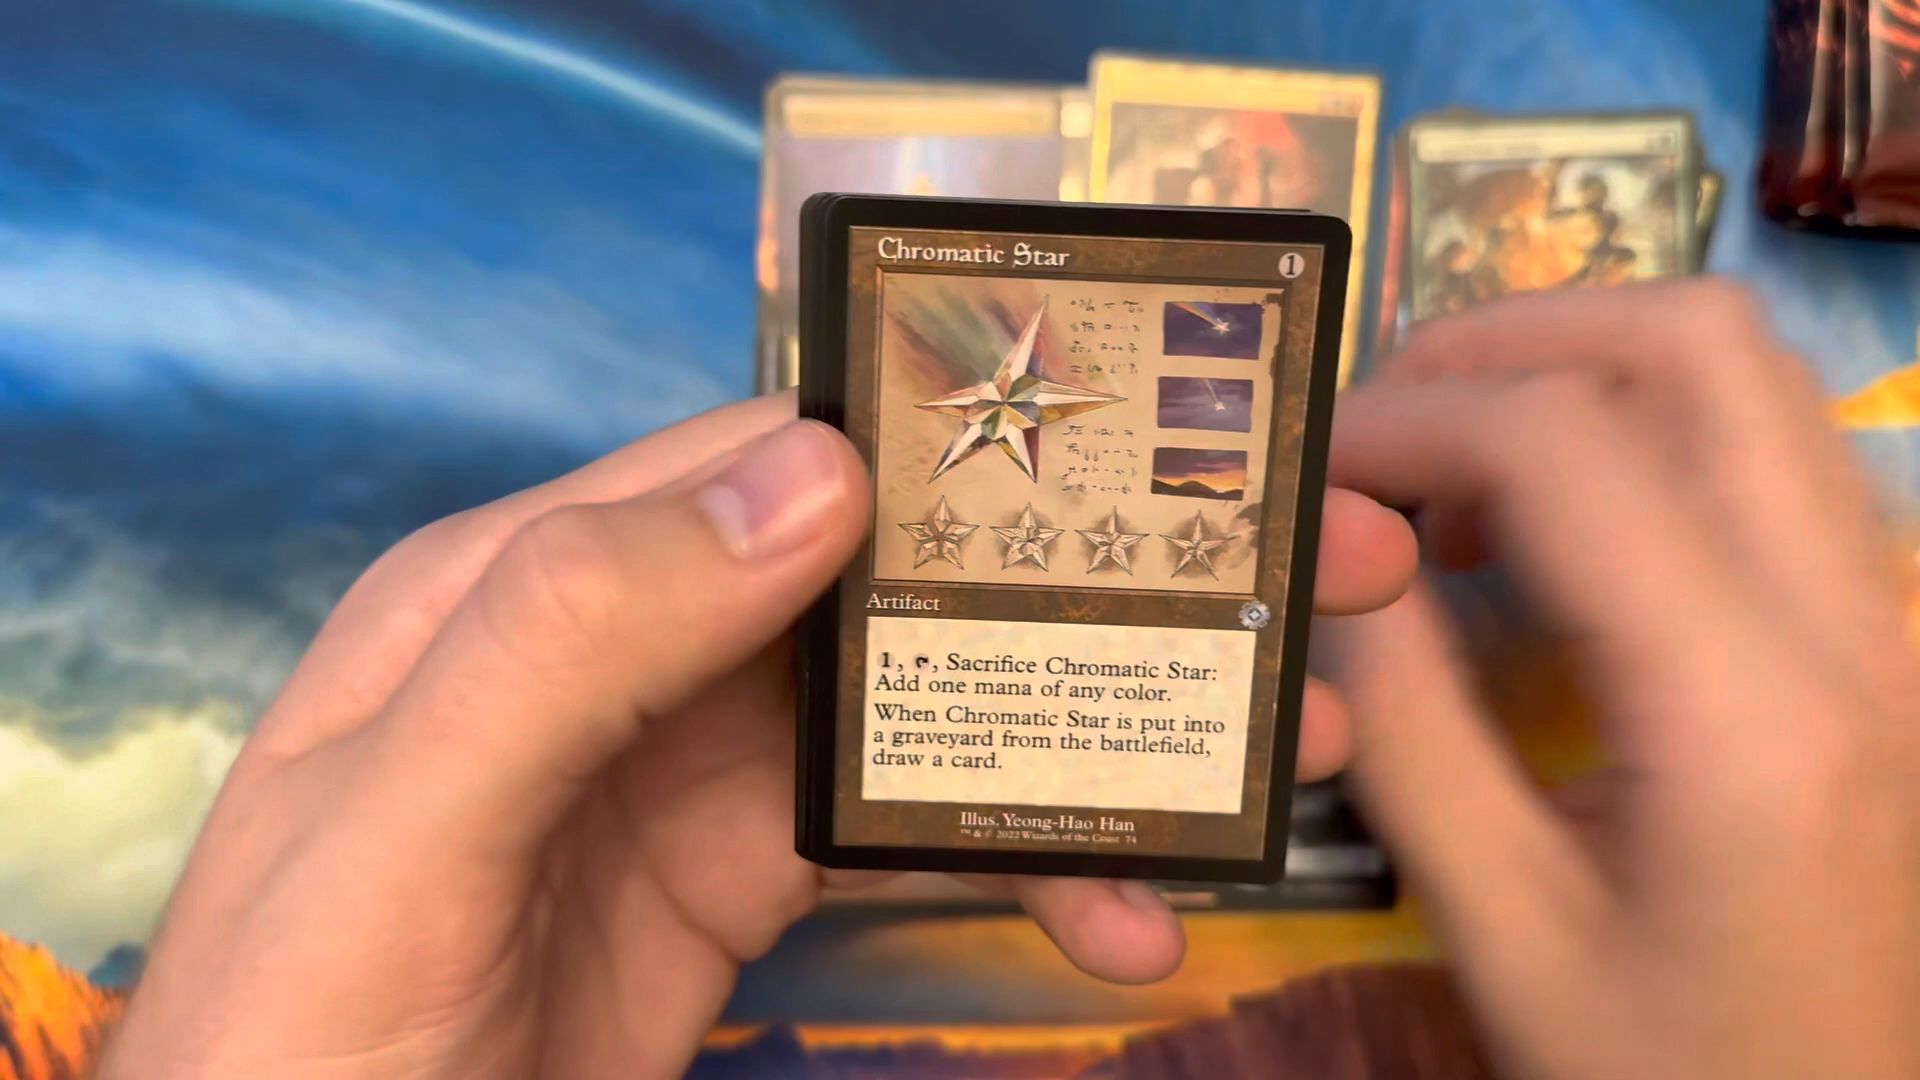 Chromatic Star 1
Artifact
1, , Sacrifice Chromatic Star:
Add one mana of any color.
When Chromatic Star is put into
a graveyard from the battlefield,
draw a card.
Illus. Yeong-Hao Han
™ & © 2022 Wizards of the Coast 74